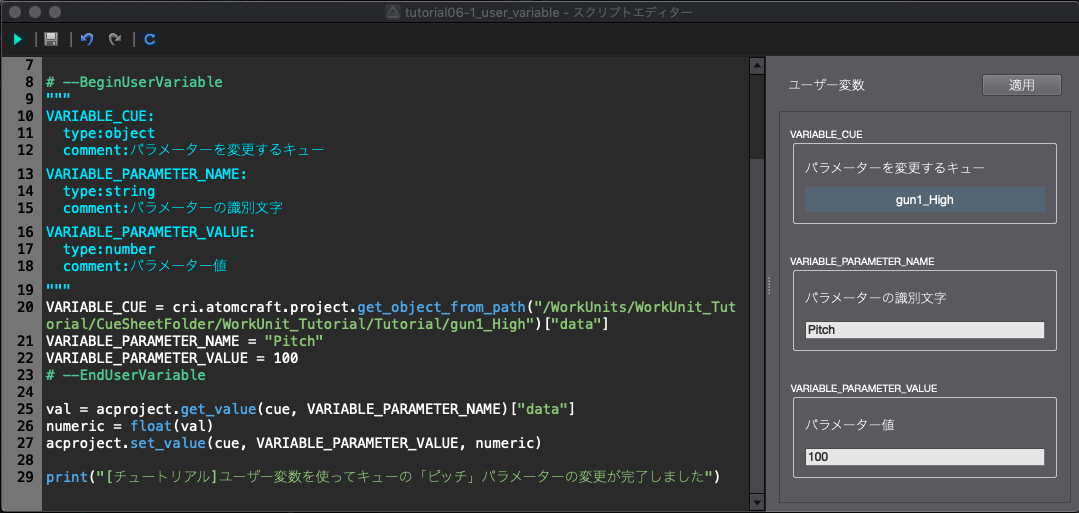 tutorial06-1_user_variable - スクリプトエディター
7
8 # --BeginUserVariable
9 """
10 VARIABLE_CUE:
11 type:object
12 comment:パラメーターを変更するキュー
13 VARIABLE_PARAMETER_NAME:
14 type:string
15 comment:パラメーターの識別文字
16 VARIABLE_PARAMETER_VALUE:
17 type:number
18 comment:パラメーター値
19 """
20 VARIABLE_CUE = cri.atomcraft.project.get_object_from_path("/WorkUnits/WorkUnit_Tut
orial/CueSheetFolder/WorkUnit_Tutorial/Tutorial/gun1_High")["data"]
21 VARIABLE_PARAMETER_NAME = "Pitch"
22 VARIABLE_PARAMETER_VALUE = 100
23 # --EndUserVariable
24
25 val = acproject.get_value(cue, VARIABLE_PARAMETER_NAME)["data"]
26 numeric = float(val)
27 acproject.set_value(cue, VARIABLE_PARAMETER_VALUE, numeric)
28
29 print("[チュートリアル]ユーザー変数を使ってキューの「ピッチ」パラメーターの変更が完了しました")
ユーザー変数
適用
VARIABLE_CUE
パラメーターを変更するキュー
gun1_High
VARIABLE_PARAMETER_NAME
パラメーターの識別文字
Pitch
VARIABLE_PARAMETER_VALUE
パラメーター値
100